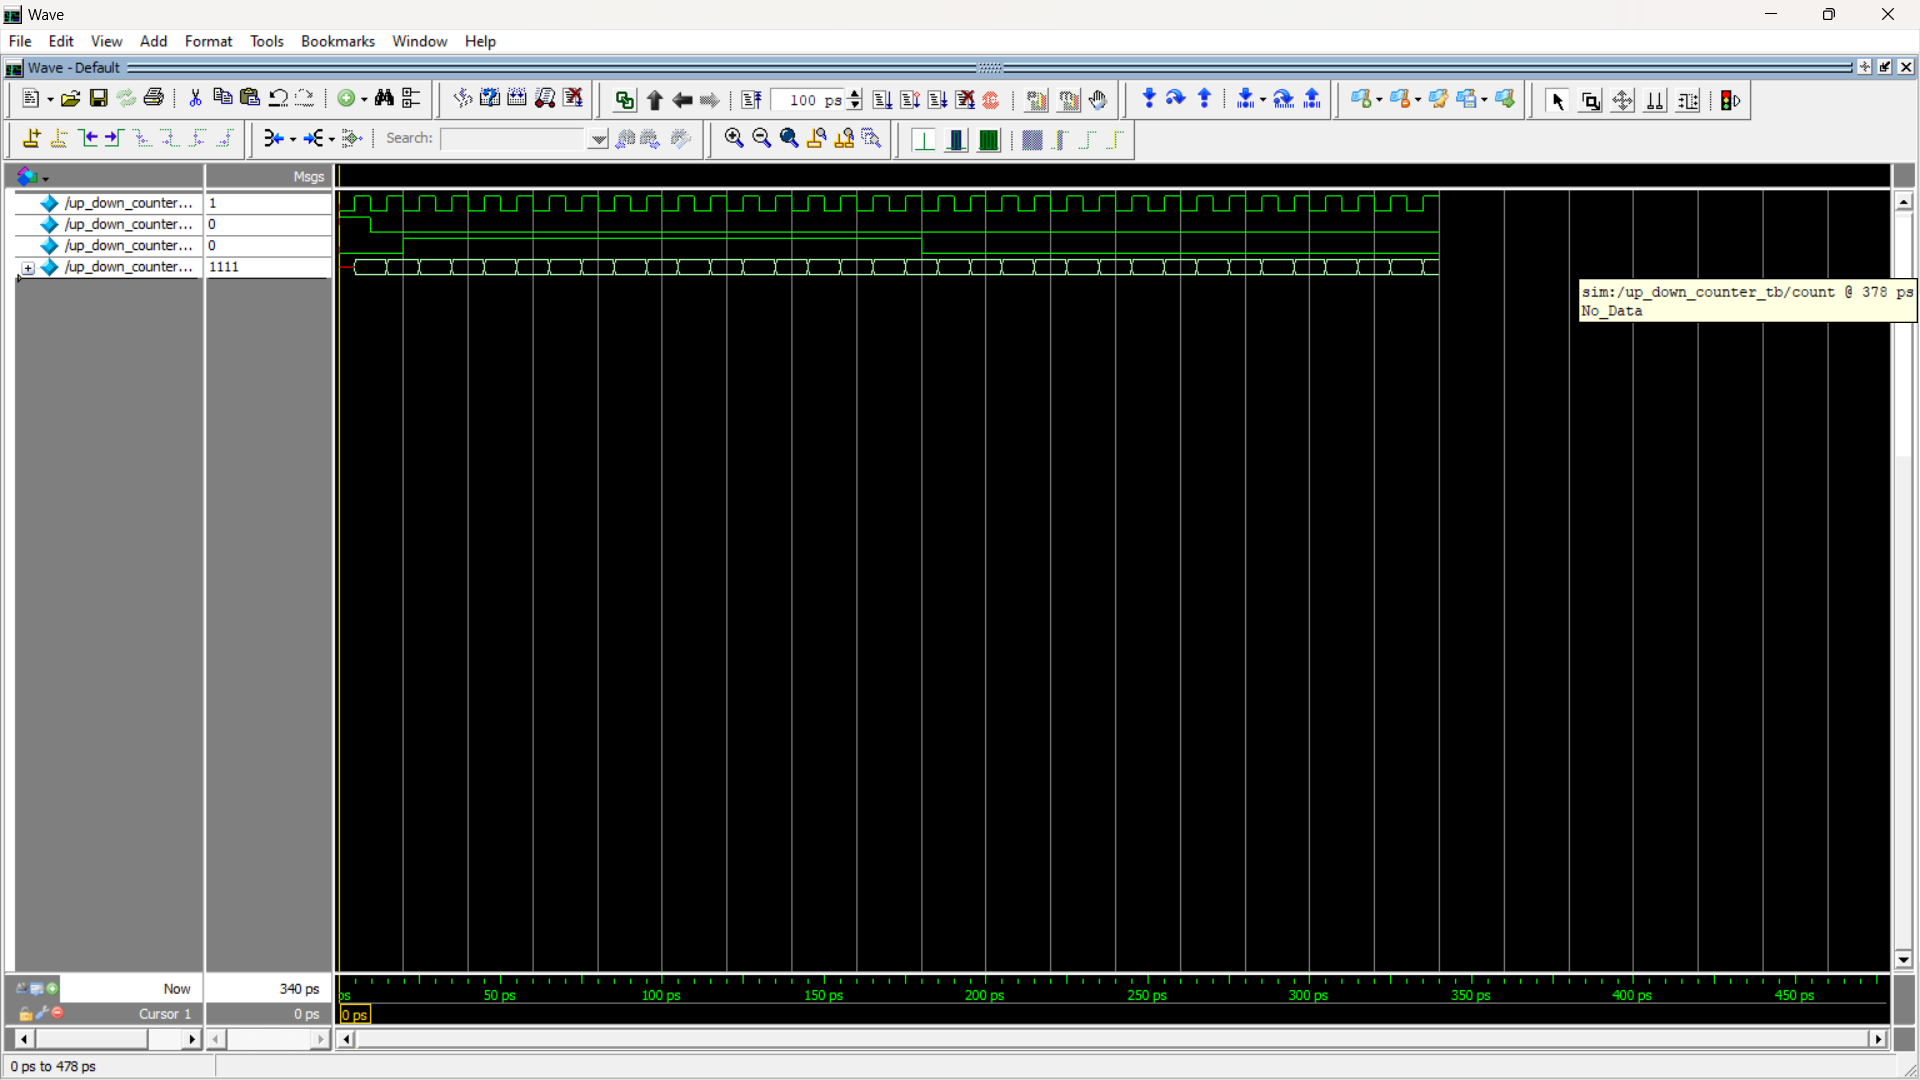 Wave
File Edit View Add Format Tools Bookmarks Window Help
Wave - Default
100 ps
Search:
Msgs
/up_down_counter... 1
/up_down_counter... 0
/up_down_counter... 0
/up_down_counter... 1111
sim:/up_down_counter_tb/count @ 378 ps
No_Data
Now 340 ps
ps 50 ps 100 ps 150 ps 200 ps 250 ps 300 ps 350 ps 400 ps 450 ps
Cursor 1 0 ps
0 ps
0 ps to 478 ps